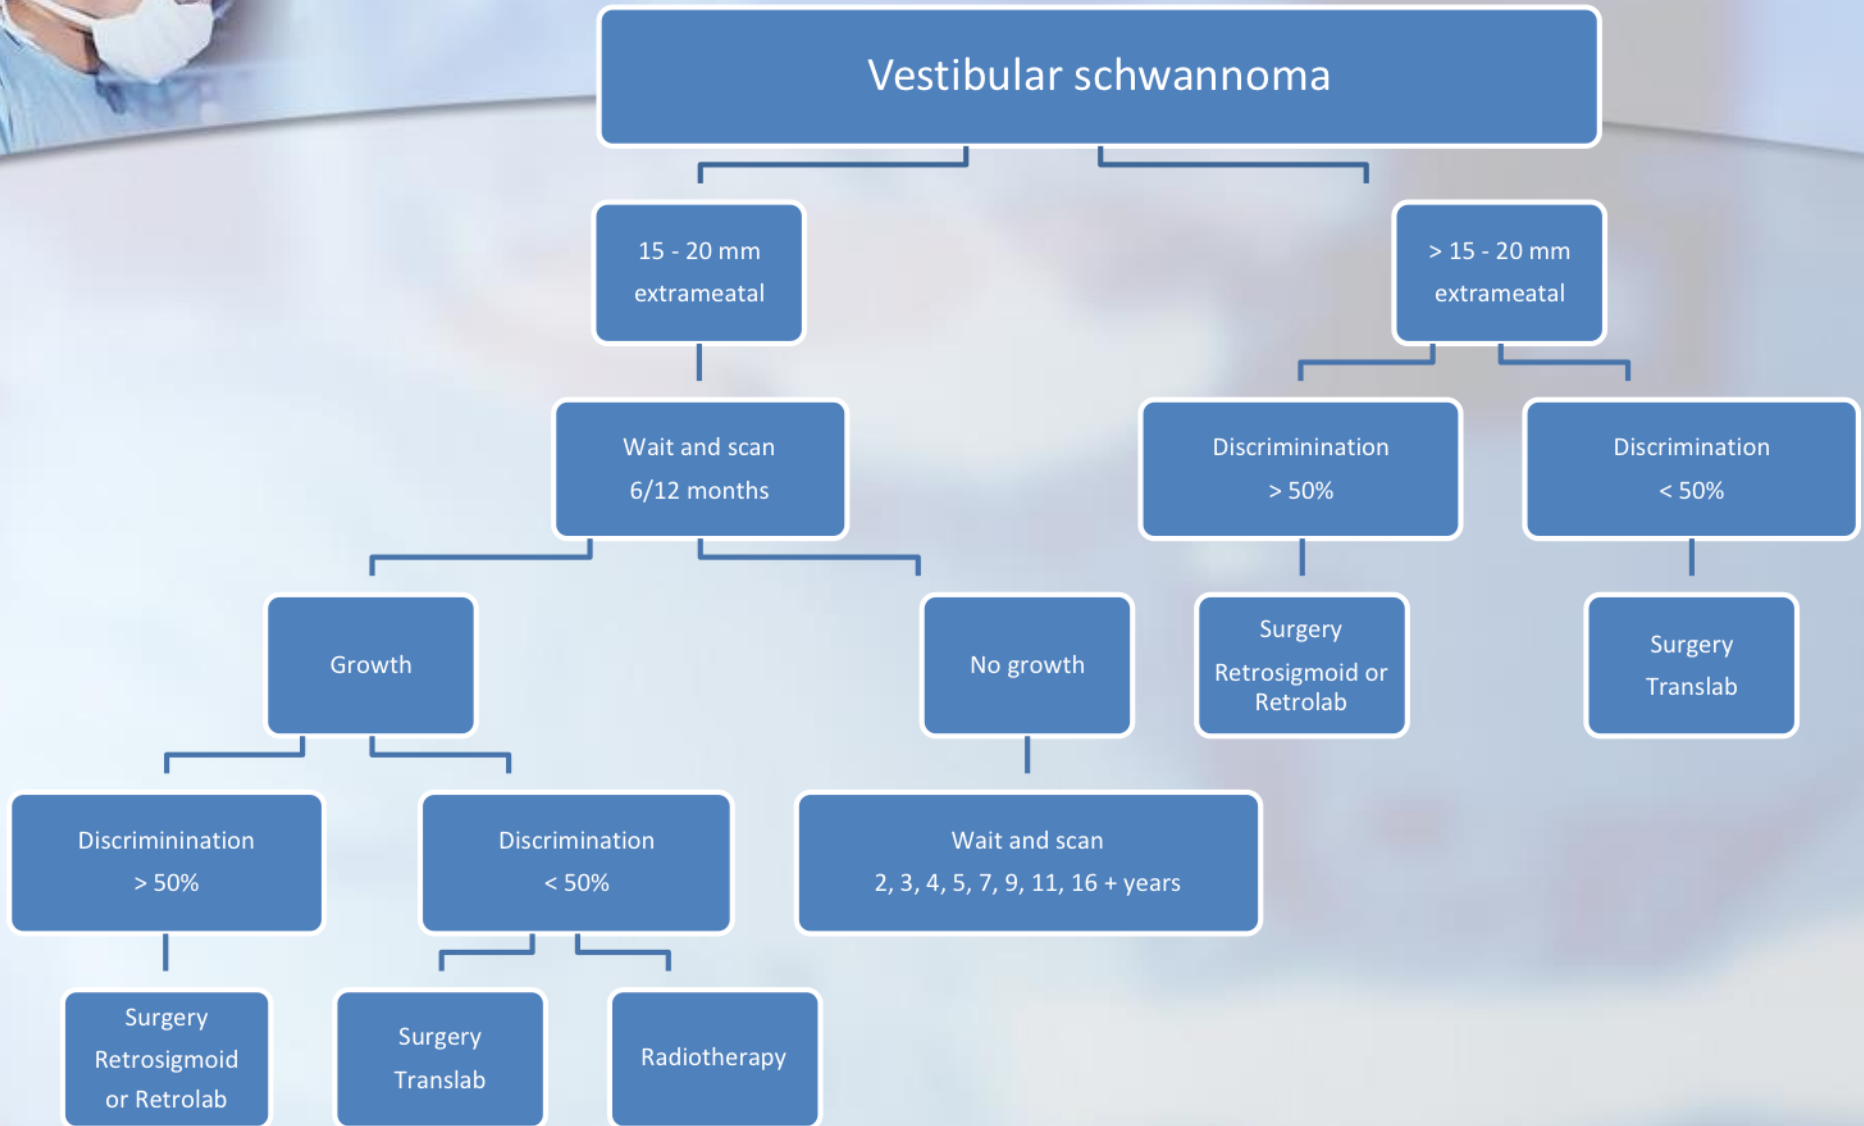 Vestibular schwannoma
15 - 20 mm
extrameatal
> 15 - 20 mm
extrameatal
Wait and scan
6/12 months
Discriminination
> 50%
Discrimination
< 50%
Growth
No growth
Surgery
Retrosigmoid or
Retrolab
Surgery
Translab
Discriminination
> 50%
Discrimination
< 50%
Wait and scan
2, 3, 4, 5, 7, 9, 11, 16 + years
Surgery
Retrosigmoid
or Retrolab
Surgery
Translab
Radiotherapy